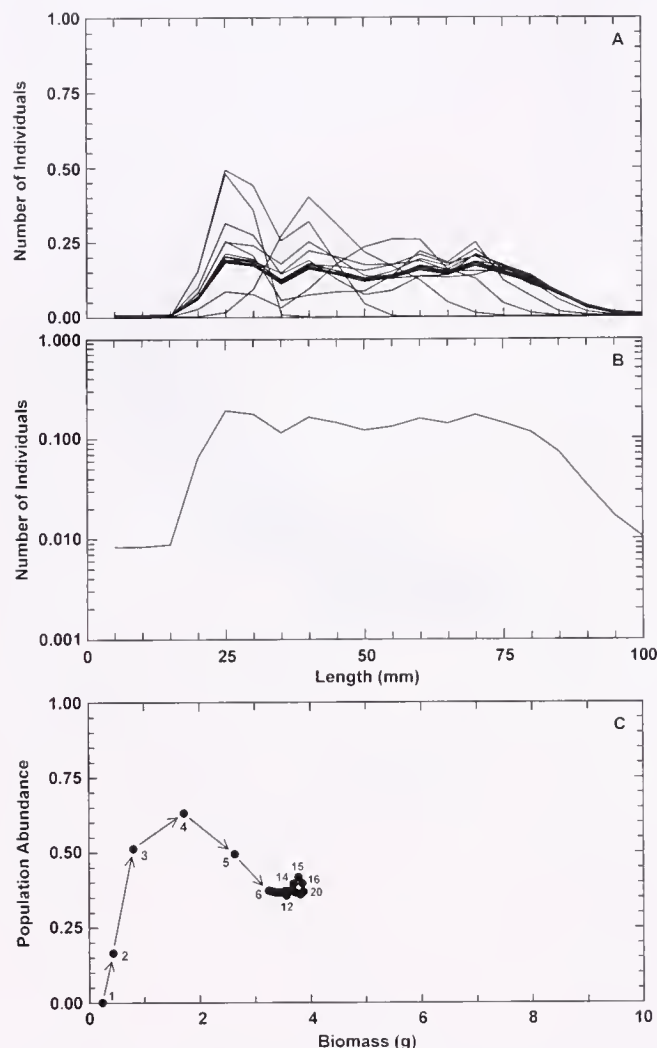 A
Number of Individuals
1.00
0.75
0.50
0.25
0.00
B
Number of Individuals
1.000
0.100
0.010
0.001
0 25 50 75 100
Length (mm)
C
Population Abundance
1.00
0.75
0.50
0.25
0.00
1
2
3
4
5
6
12
14
15
16
20
0 2 4 6 8 10
Biomass (g)